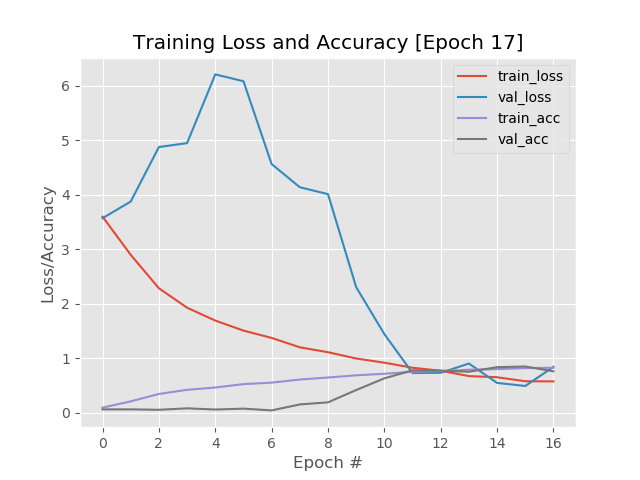 Training Loss and Accuracy [Epoch 17]
train_loss
val_loss
train_acc
val_acc
Loss/Accuracy
6
5
4
3
2
1
0
0 2 4 6 8 10 12 14 16
Epoch #